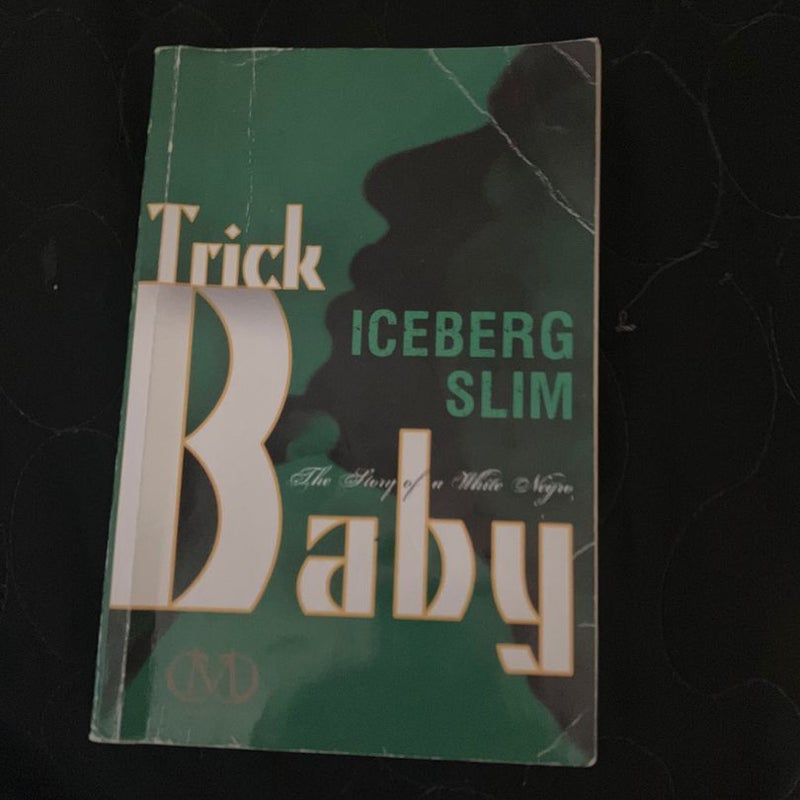 Trick
Baby
ICEBERG
SLIM
The Story of a White Negro